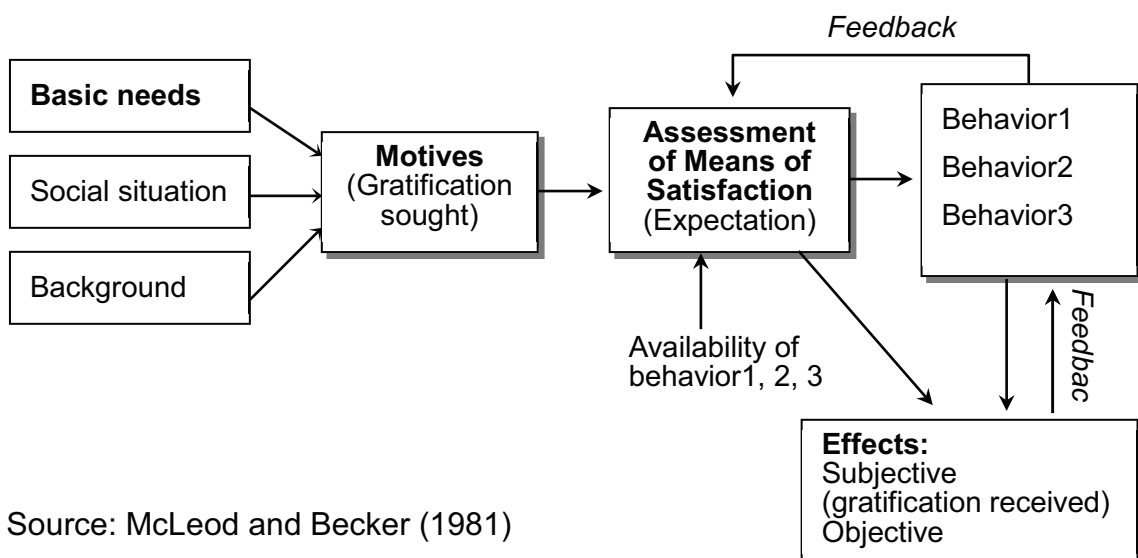 Feedback
Basic needs
Social situation
Background
Motives
(Gratification
sought)
Assessment
of Means of
Satisfaction
(Expectation)
Behavior1
Behavior2
Behavior3
Availability of
behavior1, 2, 3
Feedbac
Effects:
Subjective
(gratification received)
Objective
Source: McLeod and Becker (1981)